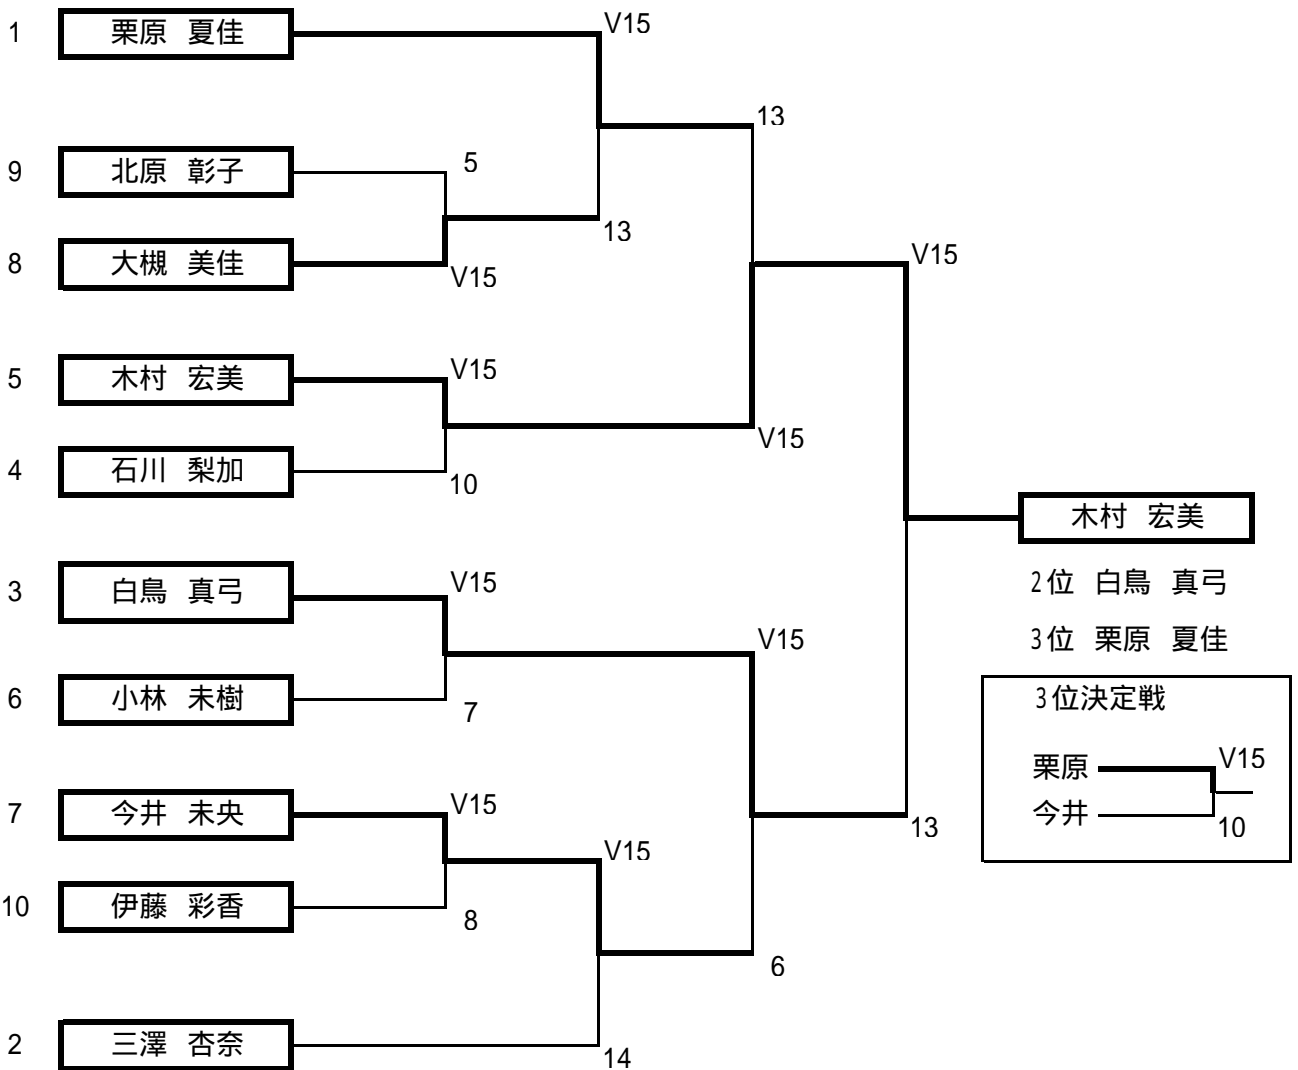 1 栗原 夏佳
V15
13
9 北原 彰子
5
13
8 大槻 美佳
V15
V15
5 木村 宏美
V15
V15
4 石川 梨加
10
木村 宏美
3 白鳥 真弓
V15
2位 白鳥 真弓
V15
3位 栗原 夏佳
6 小林 未樹
7
3位決定戦
栗原 V15
今井 10
7 今井 未央
V15
13
V15
10 伊藤 彩香
8
6
2 三澤 杏奈
14